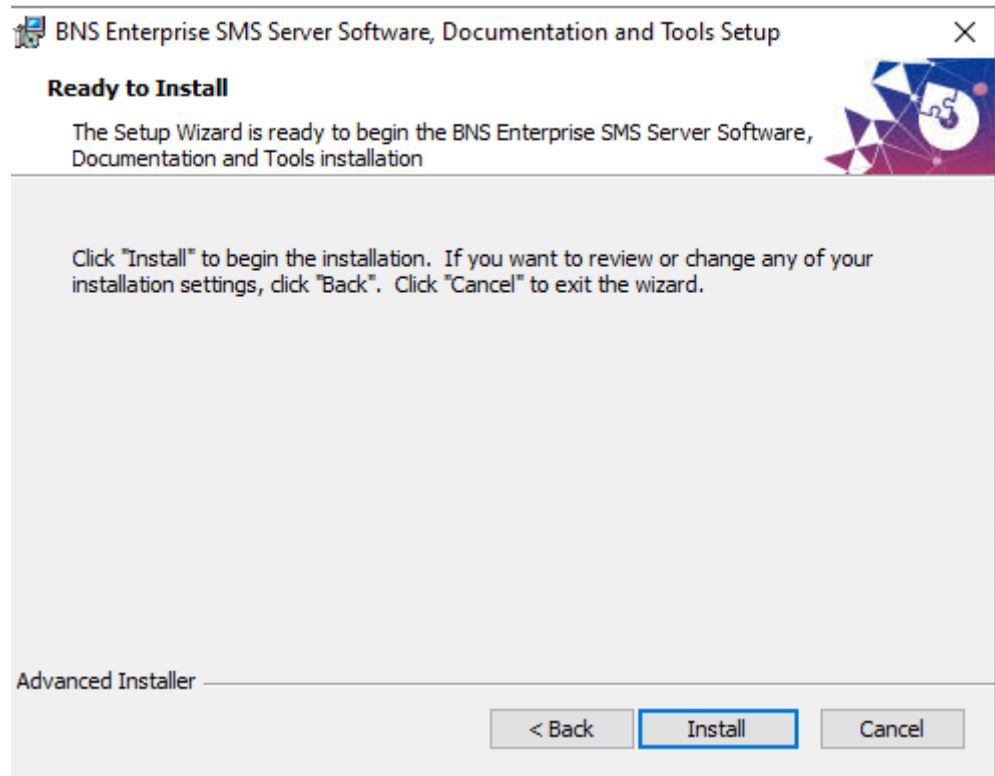 BNS Enterprise SMS Server Software, Documentation and Tools Setup
Ready to Install
The Setup Wizard is ready to begin the BNS Enterprise SMS Server Software,
Documentation and Tools installation
Click "Install" to begin the installation.  If you want to review or change any of your
installation settings, click "Back".  Click "Cancel" to exit the wizard.
Advanced Installer
< Back
Install
Cancel